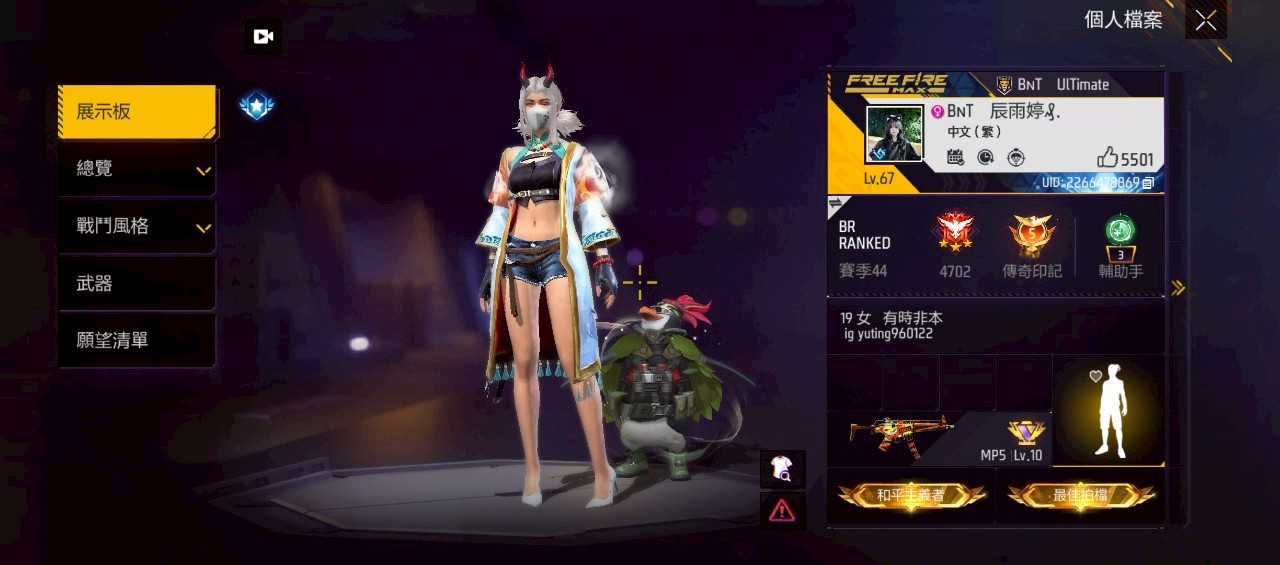 個人檔案
展示板
總覽
戰鬥風格
武器
願望清單
FREE FIRE
MAX
BNT UlTimate
BNT 辰雨婷
中文(繁)
5501
Lv.67
UID:2266478869
BR
RANKED
賽季44
4702
5
傳奇印記
3
輔助手
19 女 有時非本
ig yuting960122
MP5 Lv.10
和平主義者
最佳拍檔